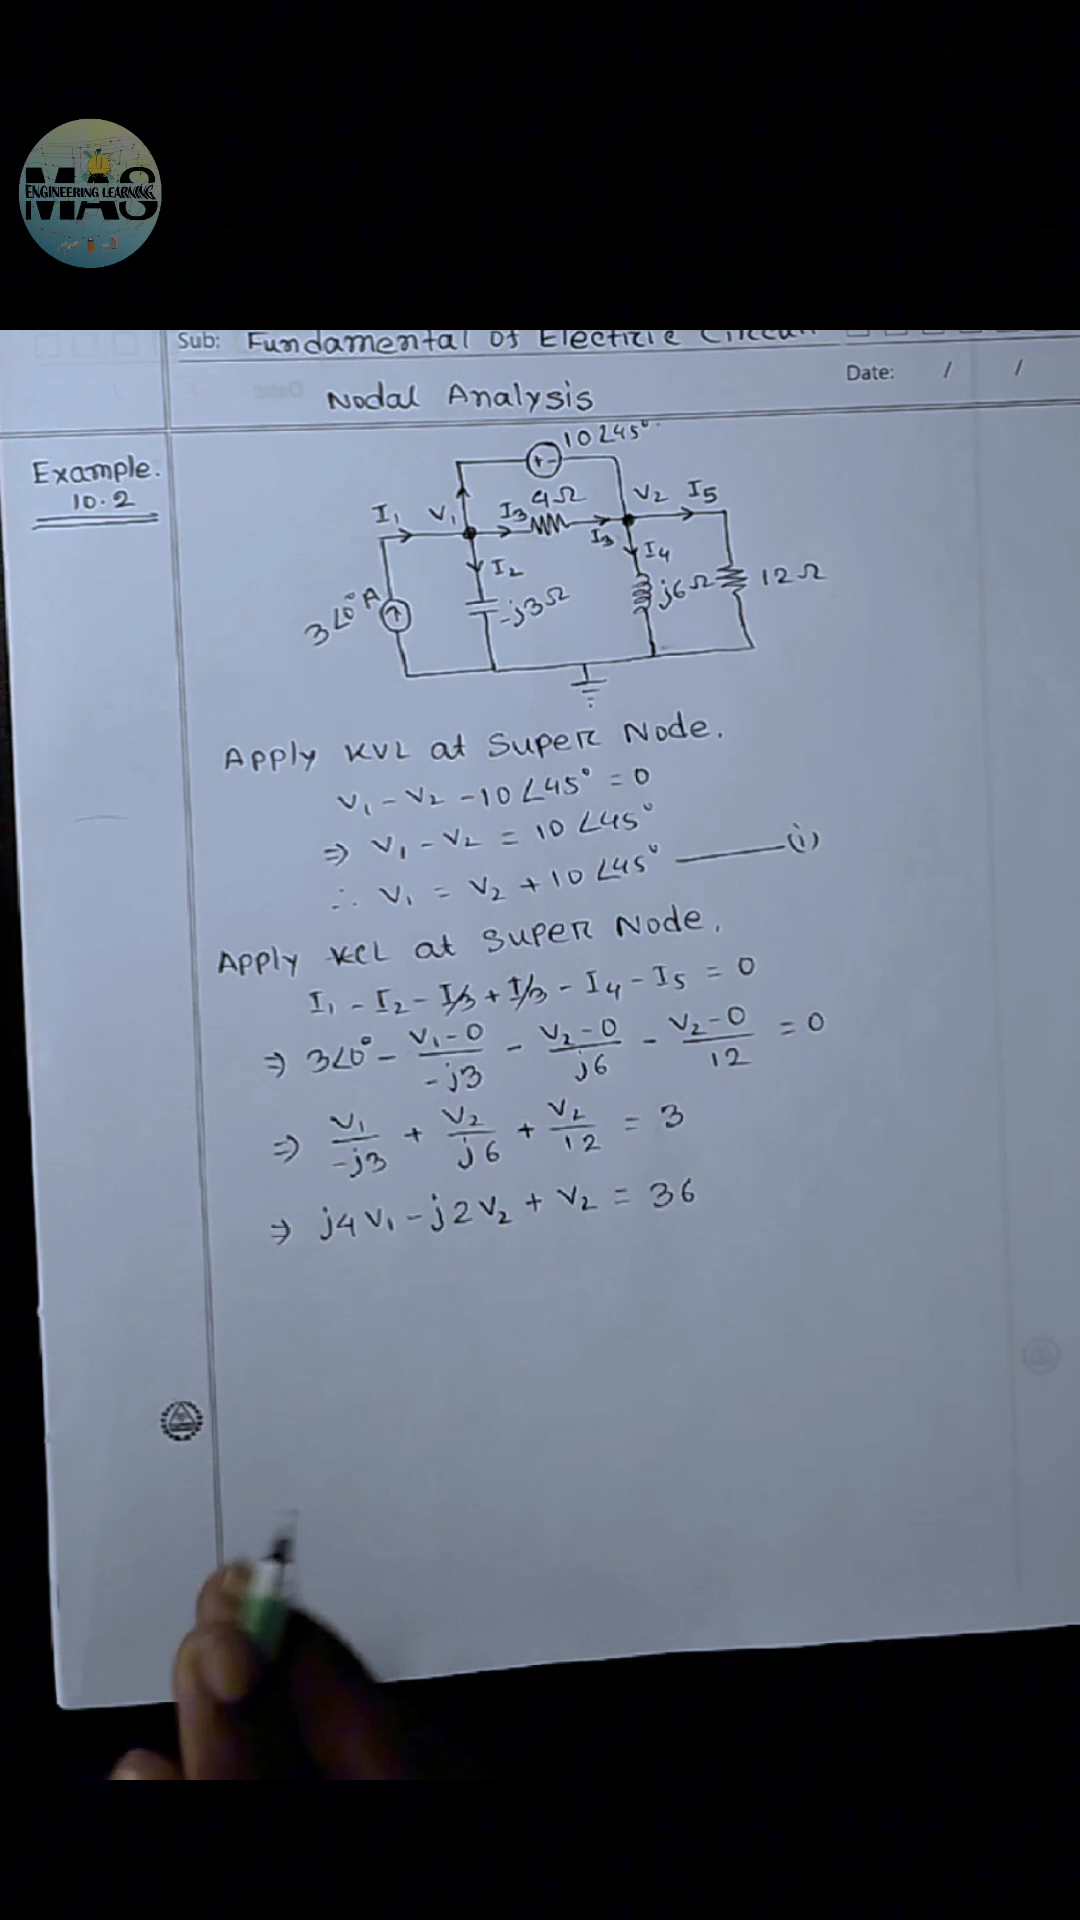 MAS
ENGINEERING LEARNING
Sub: Fundamental of Electric Circuit
Date: / /
Nodal Analysis
Example.
10.2
10∠45°
I₁ V₁ I₃ 4Ω I₃ V₂ I₅
I₂ I₄
3∠0° A -j3Ω j6Ω 12Ω
Apply KVL at Super Node.
V₁ - V₂ - 10∠45° = 0
⇒ V₁ - V₂ = 10∠45°
∴ V₁ = V₂ + 10∠45° ——— (i)
Apply KCL at Super Node.
I₁ - I₂ - I₃ + I₃ - I₄ - I₅ = 0
⇒ 3∠0° - (V₁-0)/(-j3) - (V₂-0)/(j6) - (V₂-0)/12 = 0
⇒ V₁/(-j3) + V₂/(j6) + V₂/12 = 3
⇒ j4V₁ - j2V₂ + V₂ = 36